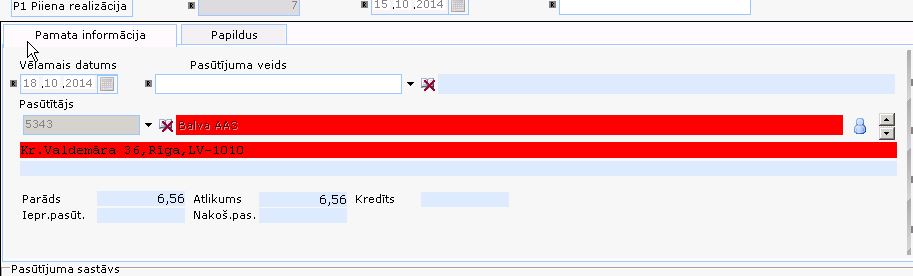 P1 Piiena realizācija 7 15 ,10 ,2014
Pamata informācija Papildus
Vēlamais datums Pasūtījuma veids
18 ,10 ,2014
Pasūtītājs
5343 Balva AAS
Kr.Valdemāra 36,Rīga,LV-1010
Parāds 6,56 Atlikums 6,56 Kredīts
Iepr.pasūt. Nakoš.pas.
Pasūtījuma sastāvs